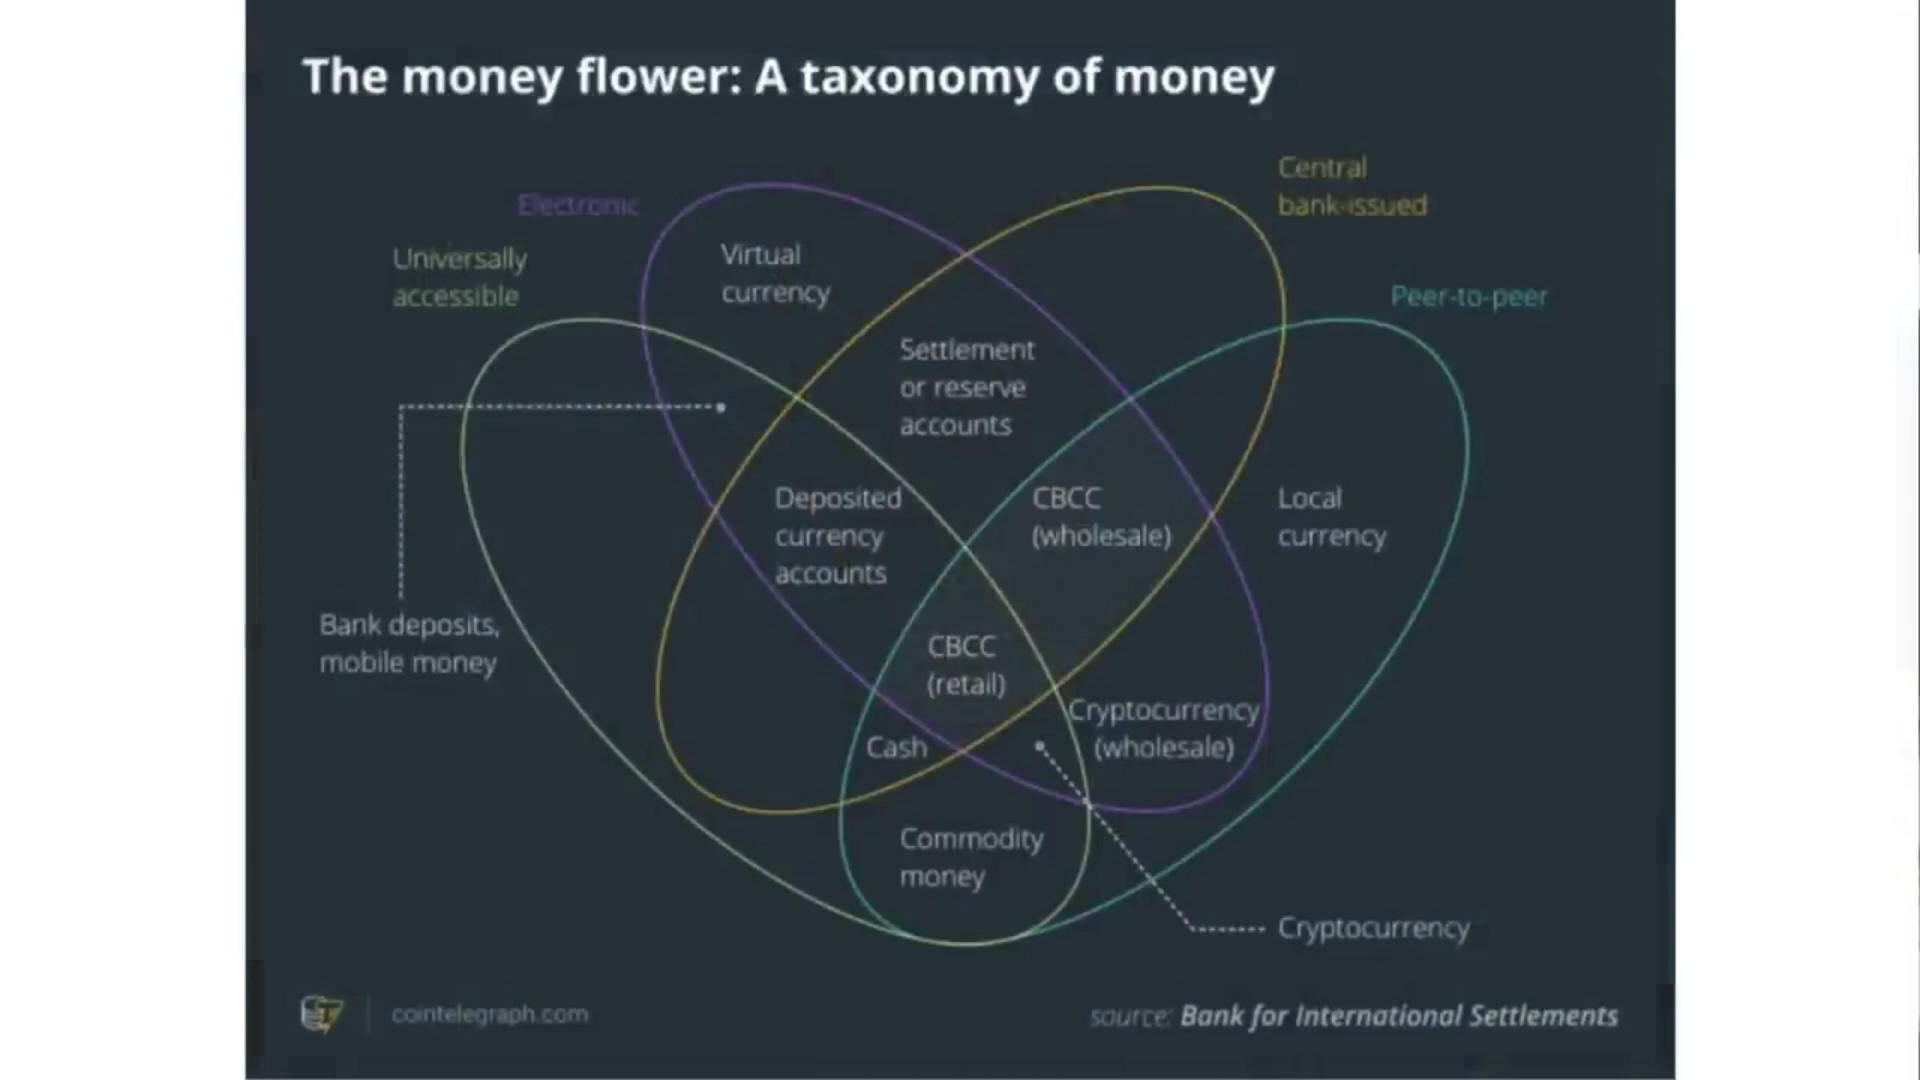 The money flower: A taxonomy of money
Central
bank-issued
Electronic
Universally
accessible
Peer-to-peer
Virtual
currency
Settlement
or reserve
accounts
Deposited
currency
accounts
CBCC
(wholesale)
Local
currency
Bank deposits,
mobile money
CBCC
(retail)
Cryptocurrency
(wholesale)
Cash
Commodity
money
Cryptocurrency
cointelegraph.com
source: Bank for International Settlements